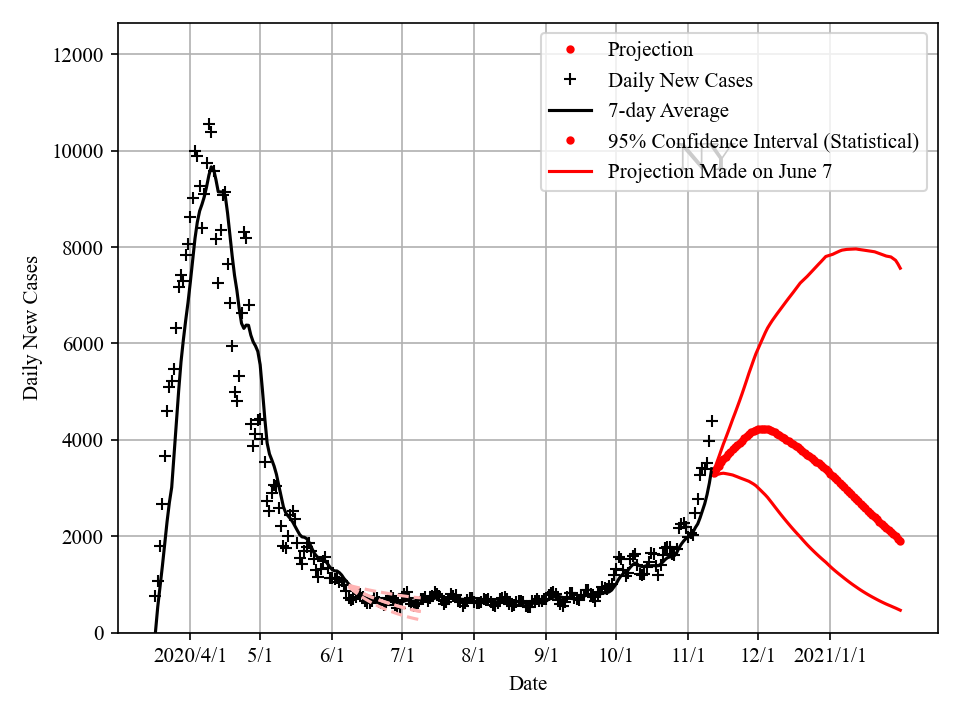 12000
10000
8000
6000
4000
2000
0
Daily New Cases
Projection
Daily New Cases
7-day Average
95% Confidence Interval (Statistical)
NY
Projection Made on June 7
2020/4/1 5/1 6/1 7/1 8/1 9/1 10/1 11/1 12/1 2021/1/1
Date